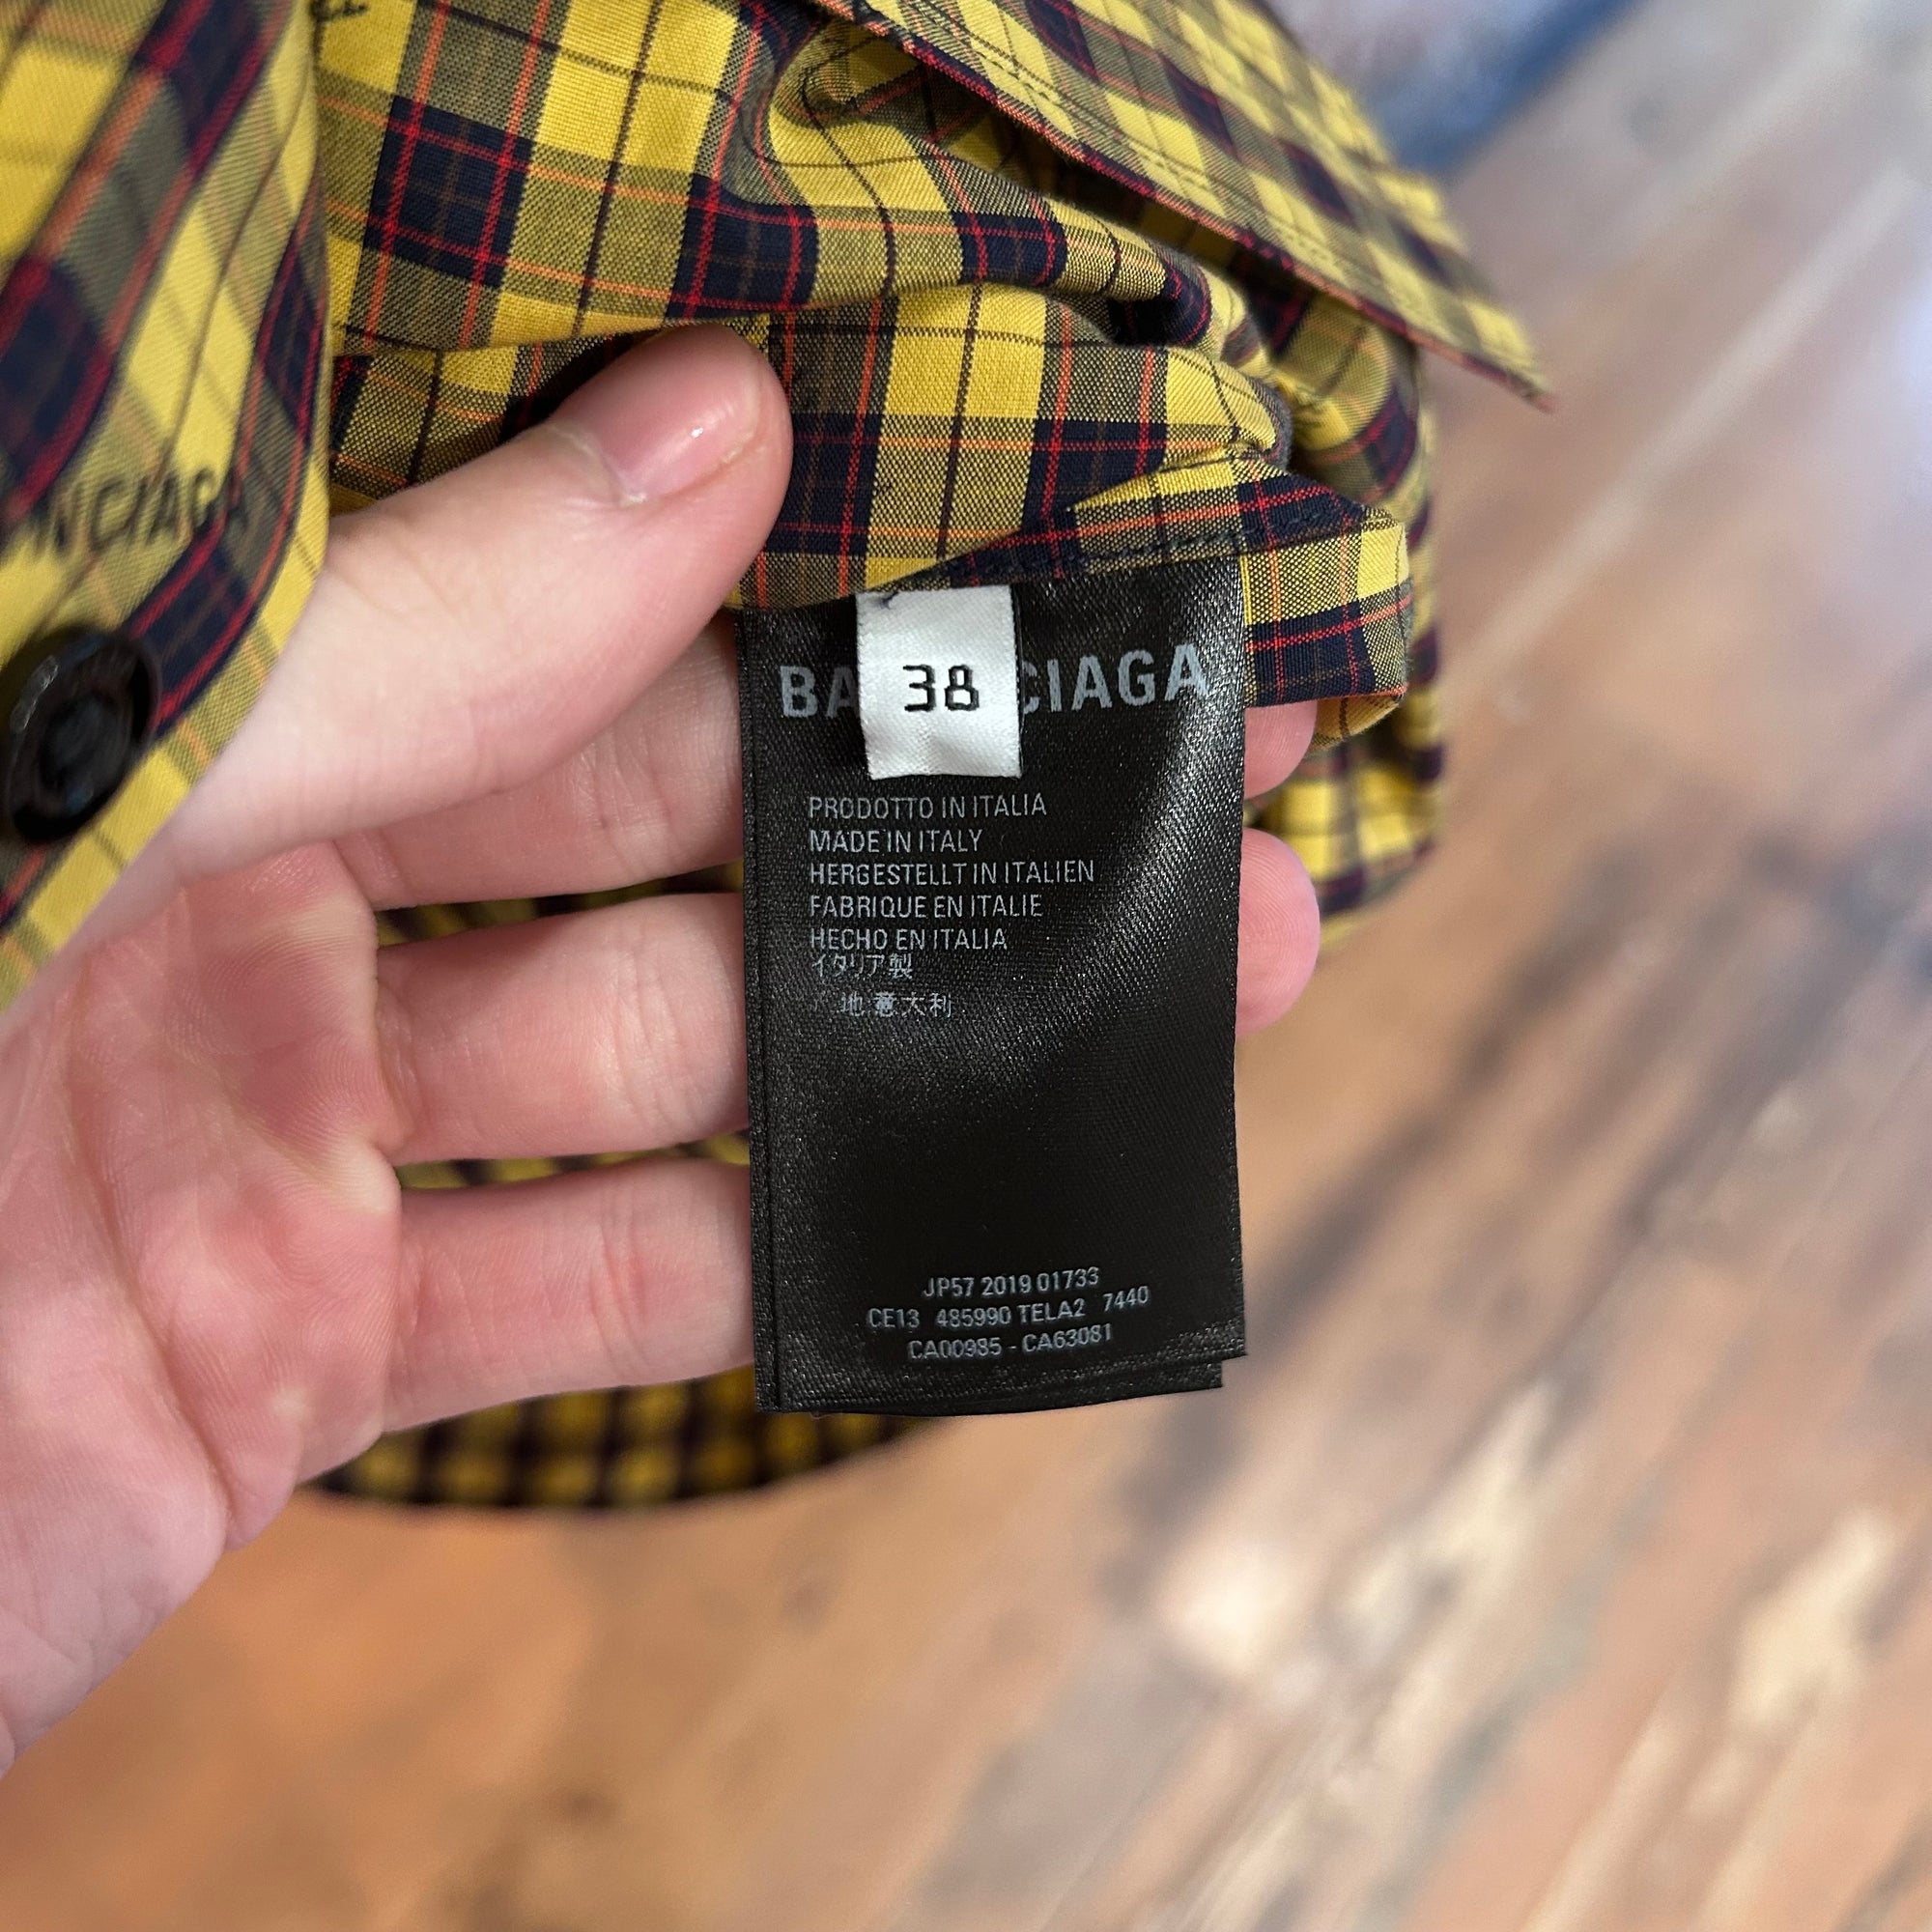 NCIAGA
BA CIAGA
38
PRODOTTO IN ITALIA
MADE IN ITALY
HERGESTELLT IN ITALIEN
FABRIQUE EN ITALIE
HECHO EN ITALIA
イタリア製
地 意大利
JP57 2019 01733
CE13 485990 TELA2 7440
CA00985 - CA63081